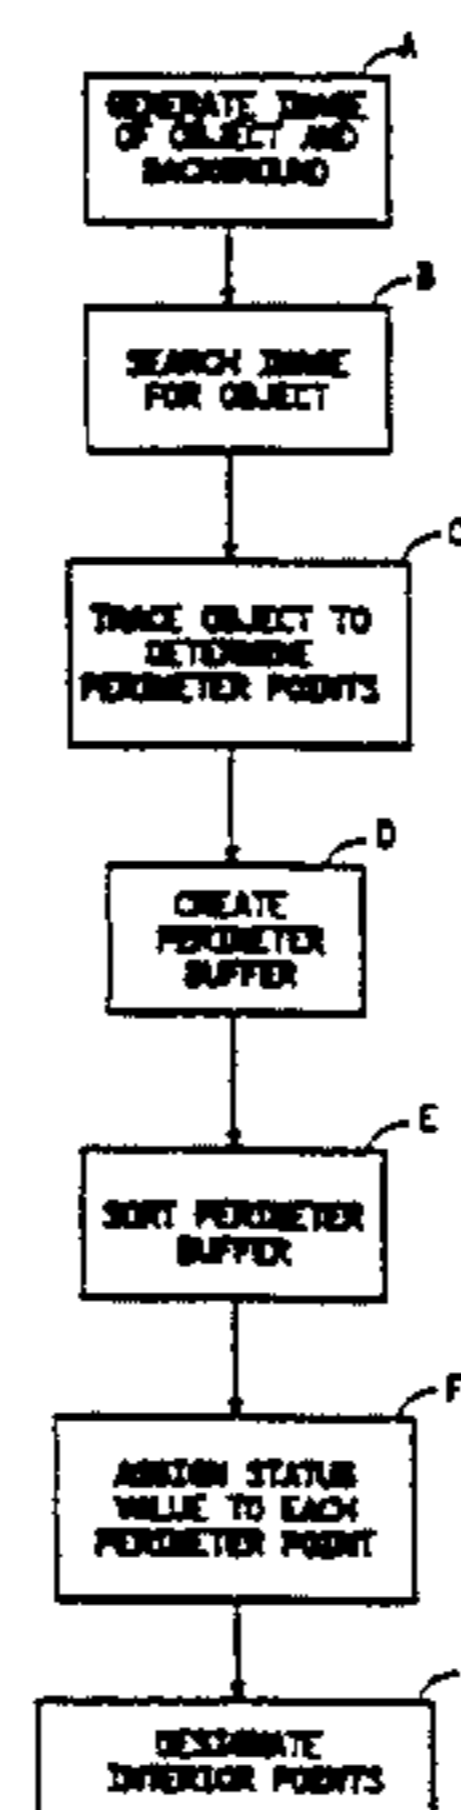 A
GENERATE IMAGE
OF OBJECT AND
BACKGROUND
B
SEARCH IMAGE
FOR OBJECT
C
TRACE OBJECT TO
DETERMINE
PERIMETER POINTS
D
CREATE
PERIMETER
BUFFER
E
SORT PERIMETER
BUFFER
F
ASSIGN STATUS
VALUE TO EACH
PERIMETER POINT
DESIGNATE
INTERIOR POINTS